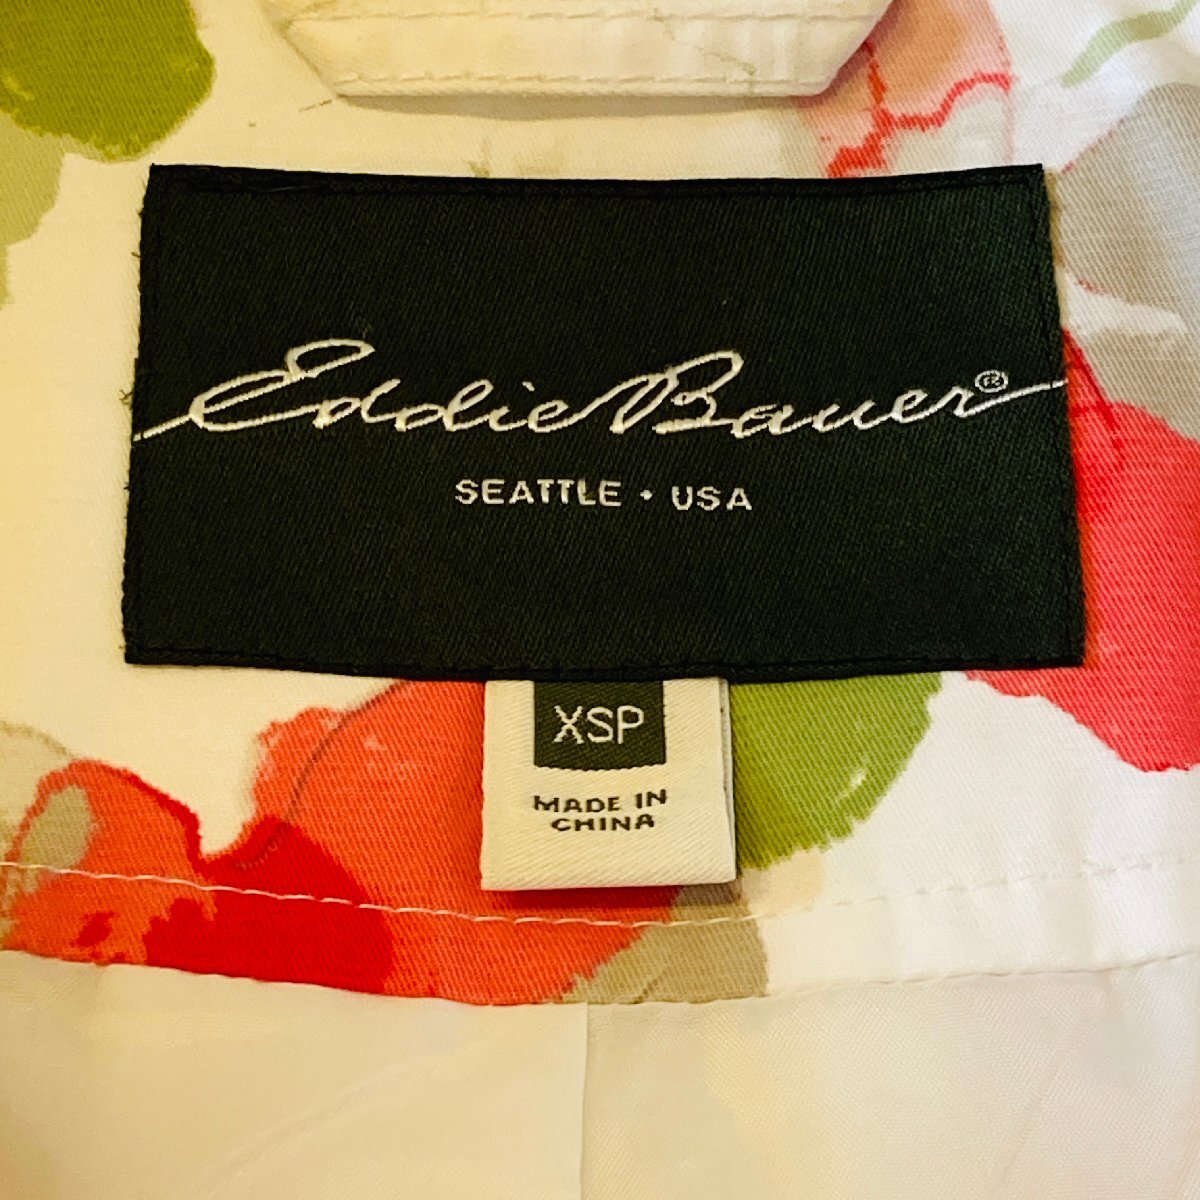 Eddie Bauer®
SEATTLE • USA
XSP
MADE IN
CHINA